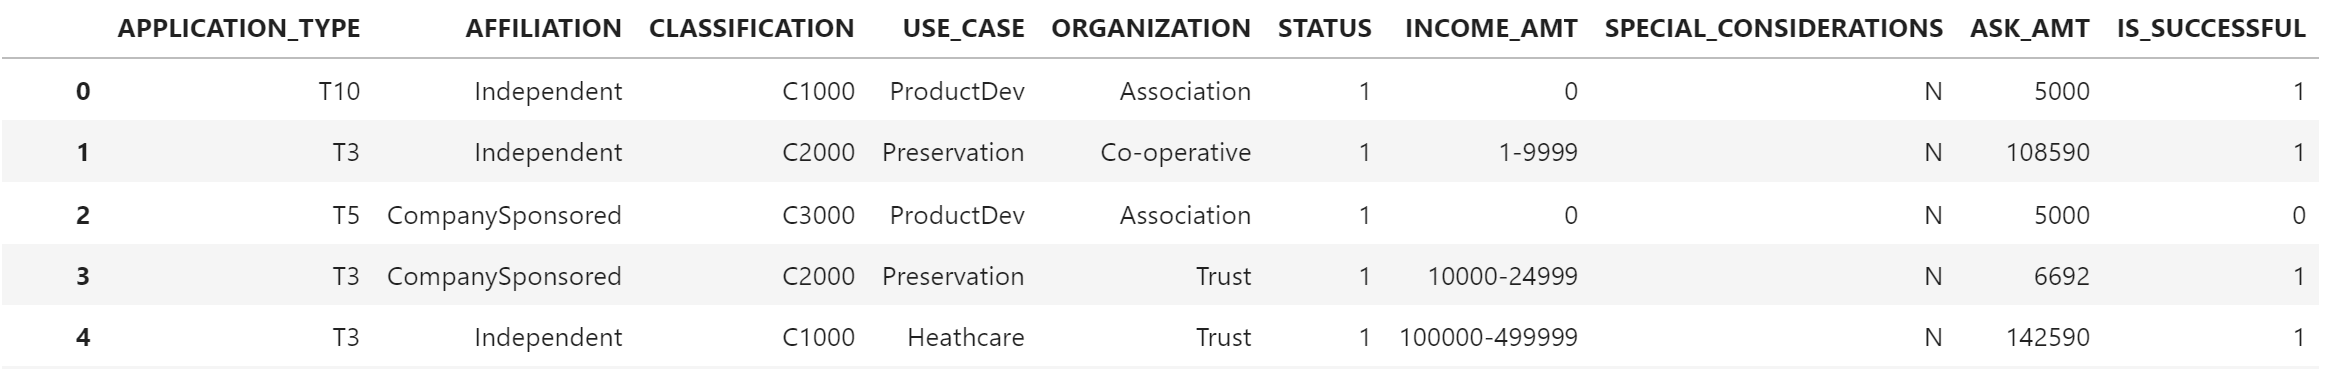 APPLICATION_TYPE AFFILIATION CLASSIFICATION USE_CASE ORGANIZATION STATUS INCOME_AMT SPECIAL_CONSIDERATIONS ASK_AMT IS_SUCCESSFUL
0 T10 Independent C1000 ProductDev Association 1 0 N 5000 1
1 T3 Independent C2000 Preservation Co-operative 1 1-9999 N 108590 1
2 T5 CompanySponsored C3000 ProductDev Association 1 0 N 5000 0
3 T3 CompanySponsored C2000 Preservation Trust 1 10000-24999 N 6692 1
4 T3 Independent C1000 Heathcare Trust 1 100000-499999 N 142590 1